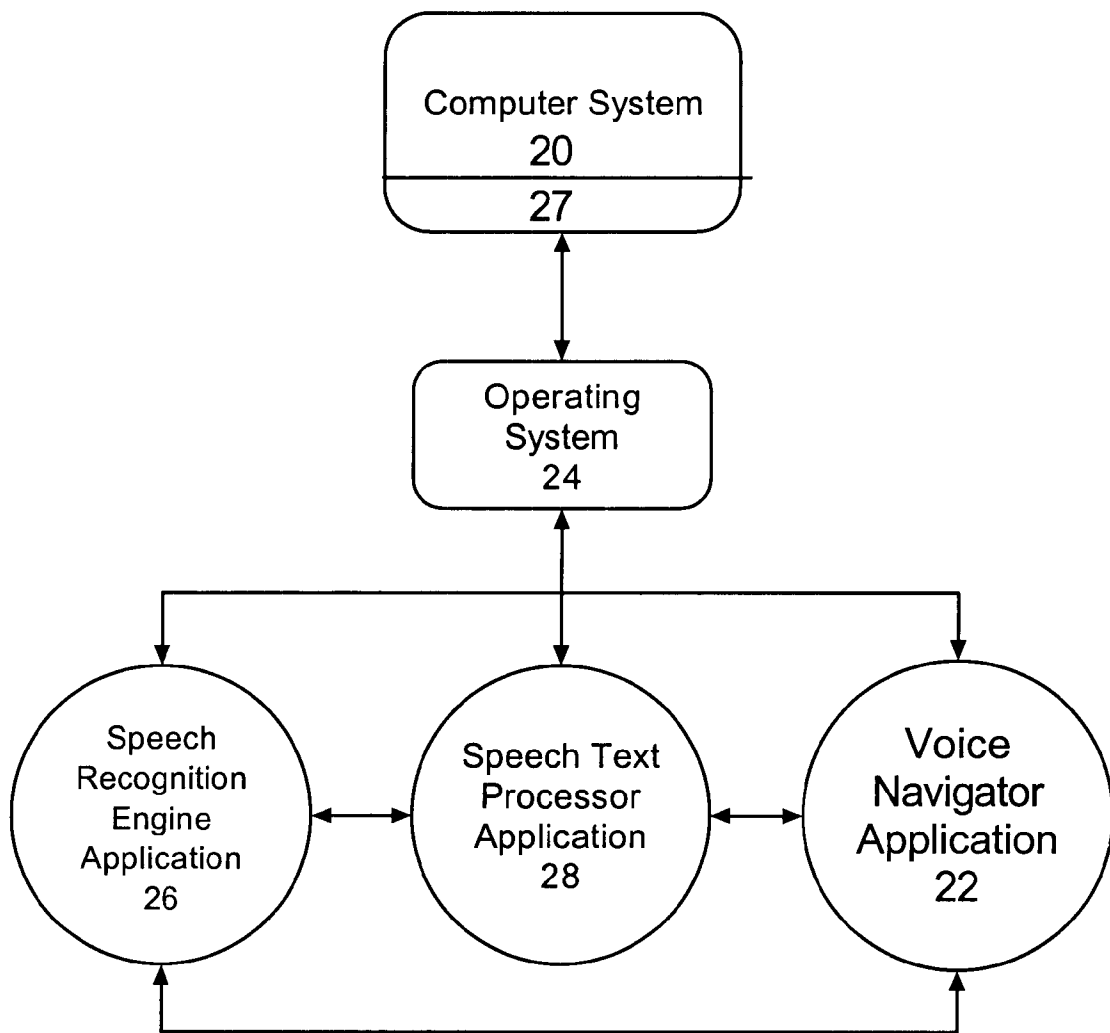 Computer System
20
27
Operating
System
24
Speech
Recognition
Engine
Application
26
Speech Text
Processor
Application
28
Voice
Navigator
Application
22